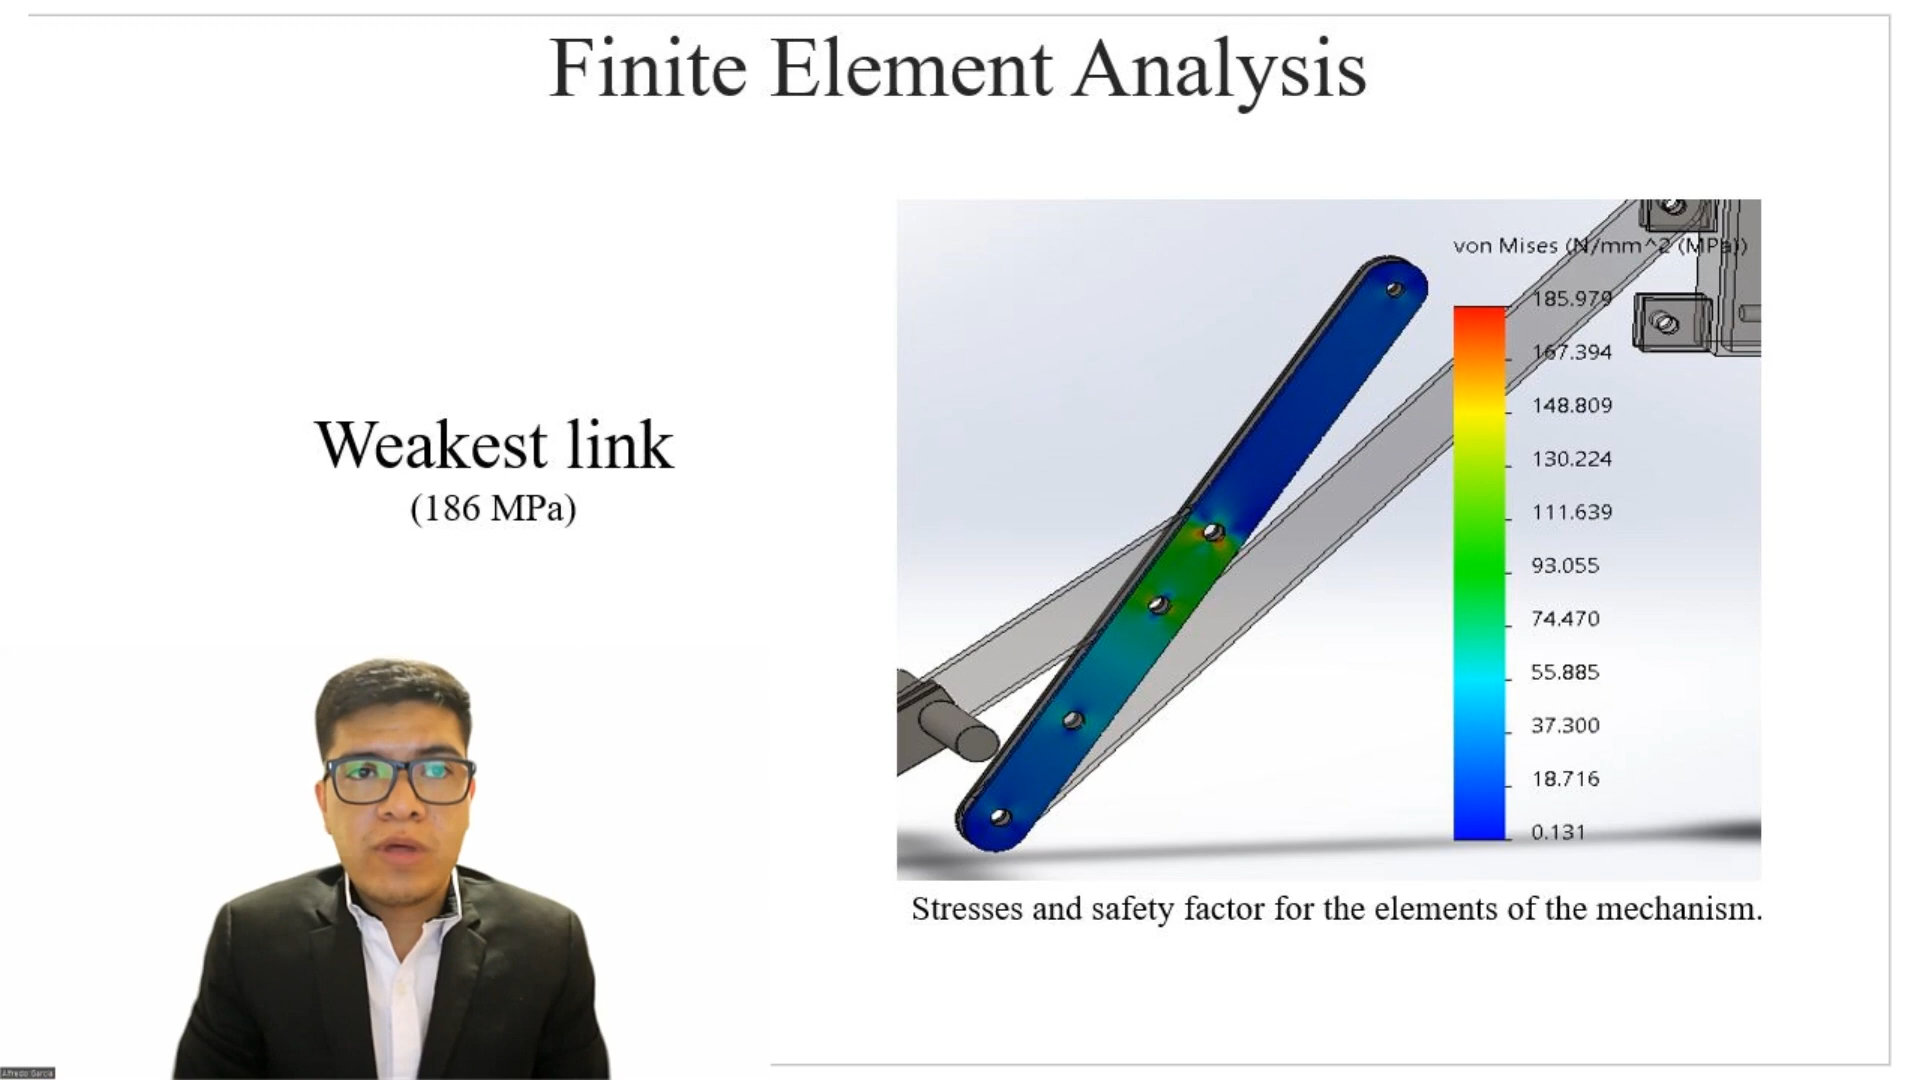 Finite Element Analysis
Weakest link
(186 MPa)
von Mises (N/mm^2 (MPa))
185.979
167.394
148.809
130.224
111.639
93.055
74.470
55.885
37.300
18.716
0.131
Stresses and safety factor for the elements of the mechanism.
Alfredo Garcia